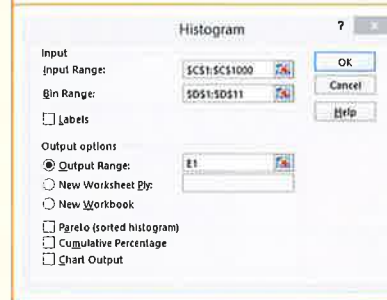 Histogram ?
Input
Input Range: $C$1:$C$1000
Bin Range: $D$1:$D$11
Labels
OK
Cancel
Help
Output options
Output Range: E1
New Worksheet Ply:
New Workbook
Pareto (sorted histogram)
Cumulative Percentage
Chart Output